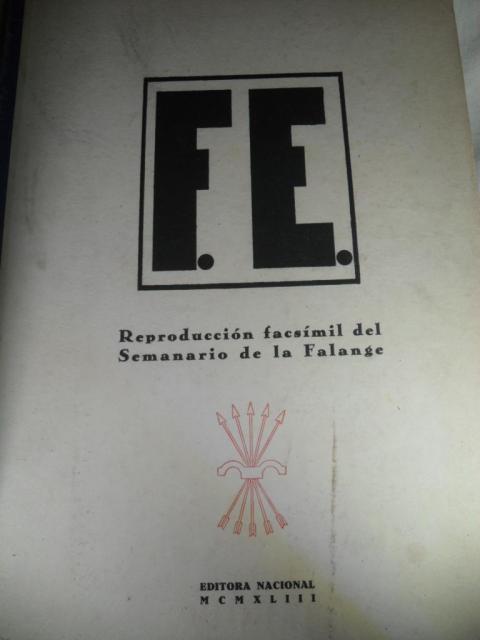 F. E.
Reproducción facsímil del
Semanario de la Falange
EDITORA NACIONAL
MCMXLIII